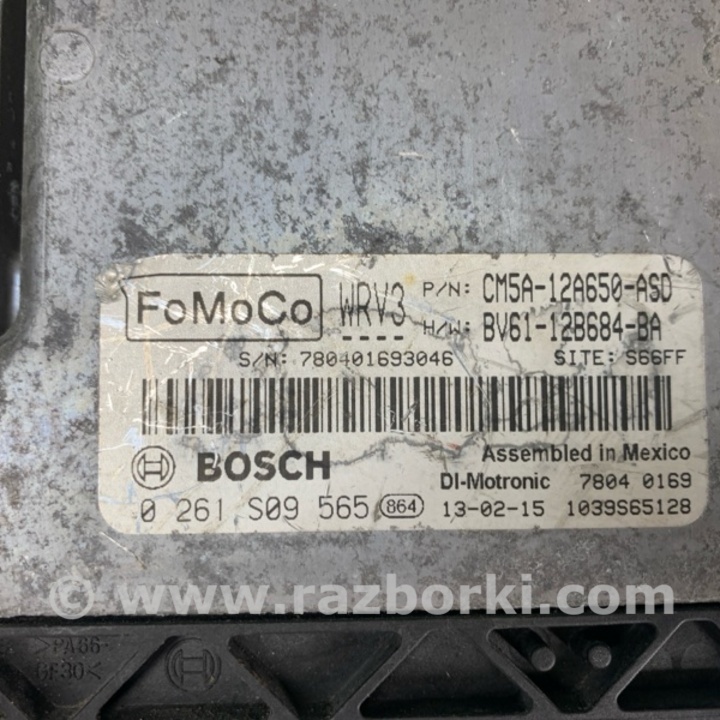 FoMoCo WRV3 P/N: CM5A-12A650-ASD
H/W: BV61-12B684-BA
S/N: 780401693046 SITE: S66FF
BOSCH Assembled in Mexico
DI-Motronic 7804 0169
0 261 S09 565 864 13-02-15 1039S65128
© www.razborki.com
>PA66-
GF30<